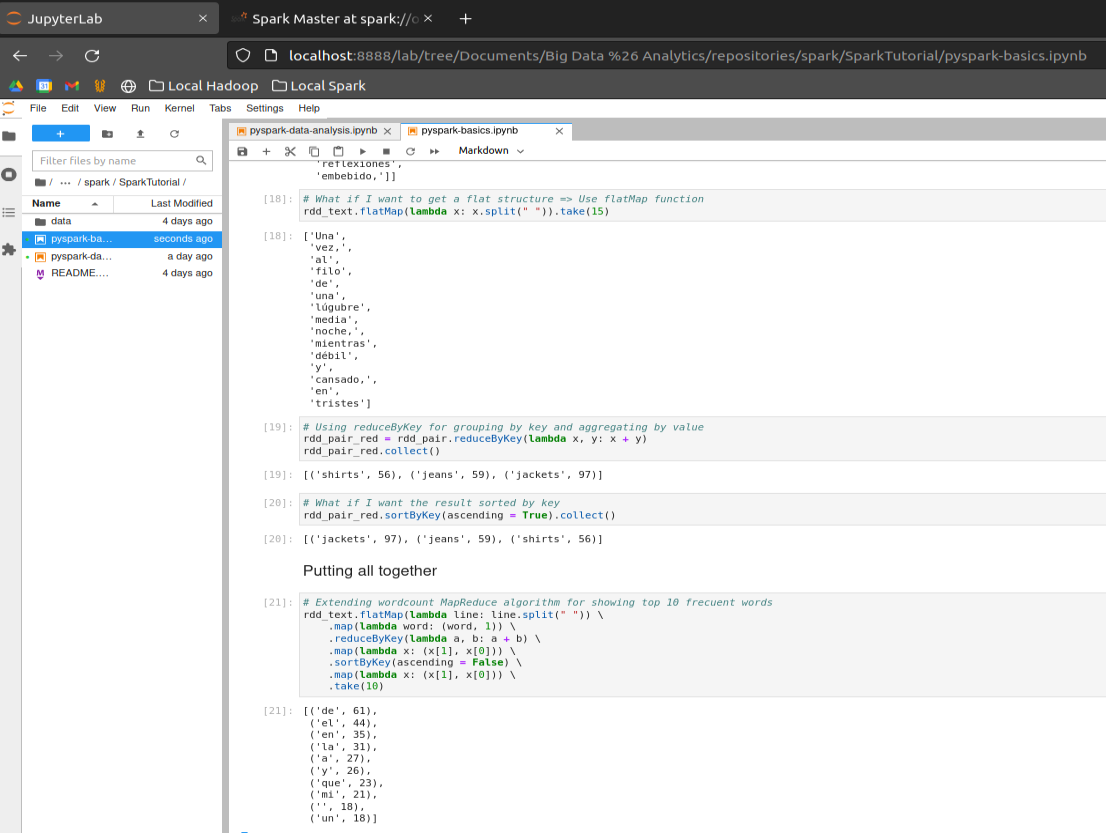 JupyterLab
Spark Master at spark://o
localhost:8888/lab/tree/Documents/Big Data %26 Analytics/repositories/spark/SparkTutorial/pyspark-basics.ipynb
31
Local Hadoop
Local Spark
File Edit View Run Kernel Tabs Settings Help
+
Filter files by name
/ ... / spark / SparkTutorial /
Name Last Modified
data 4 days ago
pyspark-ba... seconds ago
pyspark-da... a day ago
README.... 4 days ago
pyspark-data-analysis.ipynb
pyspark-basics.ipynb
Markdown
'reflexiones',
'embebido,']]
[18]: # What if I want to get a flat structure => Use flatMap function
rdd_text.flatMap(lambda x: x.split(" ")).take(15)
[18]: ['Una',
'vez,',
'al',
'filo',
'de',
'una',
'lúgubre',
'media',
'noche,',
'mientras',
'débil',
'y',
'cansado,',
'en',
'tristes']
[19]: # Using reduceByKey for grouping by key and aggregating by value
rdd_pair_red = rdd_pair.reduceByKey(lambda x, y: x + y)
rdd_pair_red.collect()
[19]: [('shirts', 56), ('jeans', 59), ('jackets', 97)]
[20]: # What if I want the result sorted by key
rdd_pair_red.sortByKey(ascending = True).collect()
[20]: [('jackets', 97), ('jeans', 59), ('shirts', 56)]
Putting all together
[21]: # Extending wordcount MapReduce algorithm for showing top 10 frecuent words
rdd_text.flatMap(lambda line: line.split(" ")) \
.map(lambda word: (word, 1)) \
.reduceByKey(lambda a, b: a + b) \
.map(lambda x: (x[1], x[0])) \
.sortByKey(ascending = False) \
.map(lambda x: (x[1], x[0])) \
.take(10)
[21]: [('de', 61),
('el', 44),
('en', 35),
('la', 31),
('a', 27),
('y', 26),
('que', 23),
('mi', 21),
('', 18),
('un', 18)]